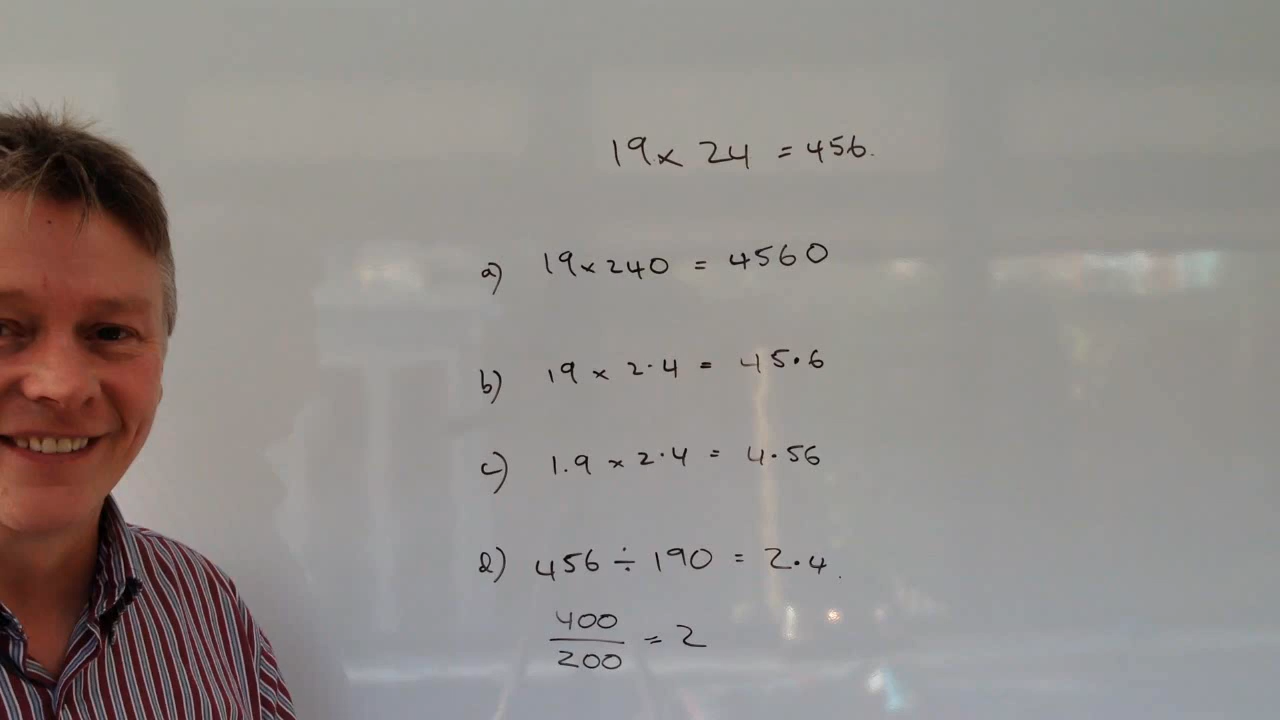 19 × 24 = 456.
a) 19 × 240 = 4560
b) 19 × 2·4 = 45·6
c) 1.9 × 2·4 = 4·56
d) 456 ÷ 190 = 2·4.
400
200 = 2